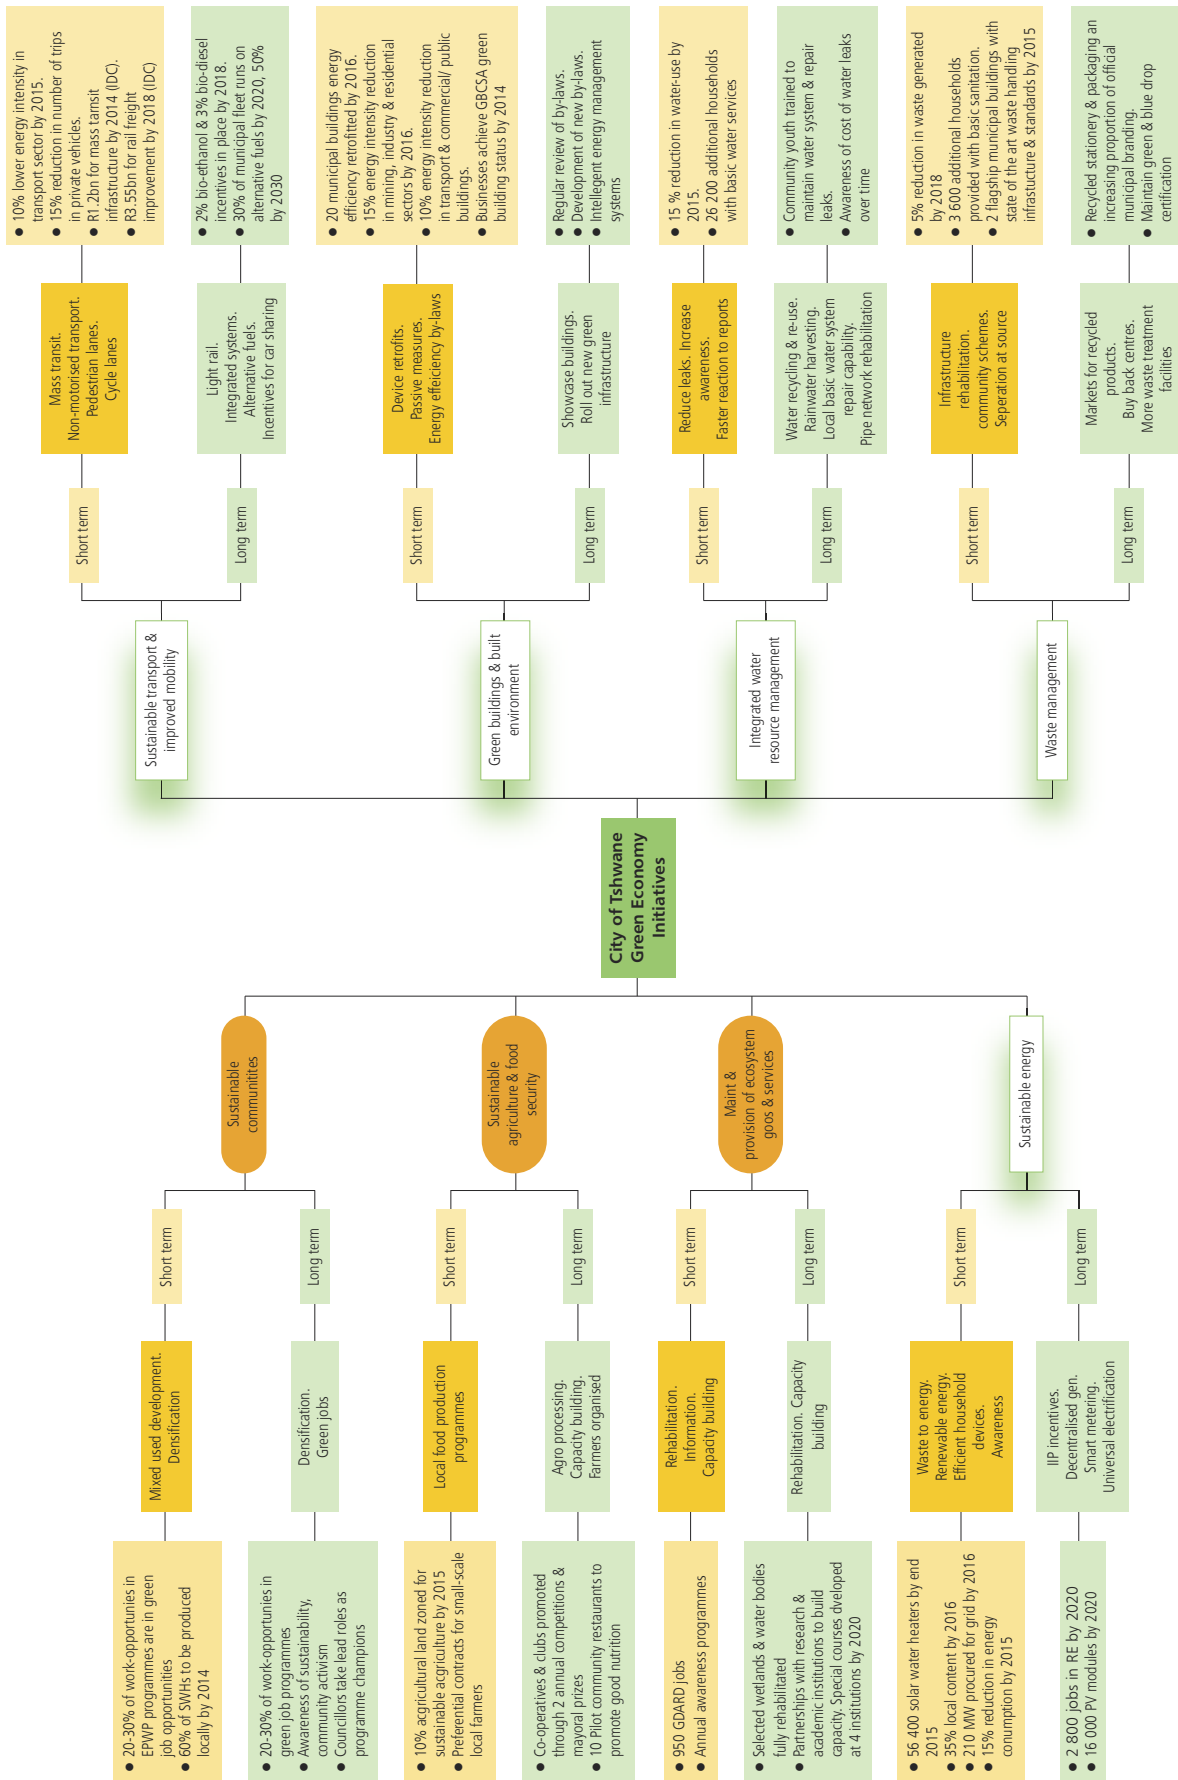 City of Tshwane
Green Economy
Initiatives
Sustainable
communitites
Short term
Mixed used development.
Densification
● 20-30% of work-opportunies in
EPWP programmes are in green
job opportunities
● 60% of SWHs to be produced
locally by 2014
Long term
Densification.
Green jobs
● 20-30% of work-opportunies in
green job programmes
● Awareness of sustainability,
community activism
● Councillors take lead roles as
programme champions
Sustainable
agriculture & food
security
Short term
Local food production
programmes
● 10% acgricultural land zoned for
sustainable acgriculture by 2015
● Preferential contracts for small-scale
local farmers
Long term
Agro processing.
Capacity building.
Farmers organised
● Co-operatives & clubs promoted
through 2 annual competitions &
mayoral prizes
● 10 Pilot community restaurants to
promote good nutrition
Maint &
provision of ecosystem
goos & services
Short term
Rehabilitation.
Information.
Capacity building
● 950 GDARD jobs
● Annual awareness programmes
Long term
Rehabilitation. Capacity
building
● Selected wetlands & water bodies
fully rehabilitated
● Partnerships with research &
academic institutions to build
capacity. Special courses dveloped
at 4 institutions by 2020
Sustainable energy
Short term
Waste to energy.
Renewable energy.
Efficient household
devices.
Awareness
● 56 400 solar water heaters by end
2015
● 35% local content by 2016
● 210 MW procured for grid by 2016
● 15% reduction in energy
conumption by 2015
Long term
IIP incentives.
Decentralised gen.
Smart metering.
Universal electrification
● 2 800 jobs in RE by 2020
● 16 000 PV modules by 2020
Sustainable transport &
improved mobility
Short term
Mass transit.
Non-motorised transport.
Pedestrian lanes.
Cycle lanes
● 10% lower energy intensity in
transport sector by 2015.
● 15% reduction in number of trips
in private vehicles.
● R1.2bn for mass tarnsit
infrastructure by 2014 (IDC).
● R3.55bn for rail freight
improvement by 2018 (IDC)
Long term
Light rail.
Integrated systems.
Alternative fuels.
Incentives for car sharing
● 2% bio-ethanol & 3% bio-diesel
incentives in place by 2018.
● 30% of municipal fleet runs on
alternative fuels by 2020, 50%
by 2030
Green buildings & built
environment
Short term
Device retrofits.
Passive measures.
Energy effeiciency by-laws
● 20 municipal buildings energy
efficiency retrofitted by 2016.
● 15% energy intensity reduction
in mining, industry & residential
sectors by 2016.
● 10% energy intensity reduction
in transport & commercial/ public
buildings.
● Businesses achieve GBCSA green
building status by 2014
Long term
Showcase buildings.
Roll out new green
infrastructure
● Regular review of by-laws.
● Development of new by-laws.
● Intellegent energy management
systems
Integrated water
resource management
Short term
Reduce leaks. Increase
awareness.
Faster reaction to reports
● 15 % reduction in water-use by
2015.
● 26 200 additional households
with basic water services
Long term
Water recycling & re-use.
Rainwater harvesting.
Local basic water system
repair capability.
Pipe network rehabilitation
● Community youth trained to
maintain water system & repair
leaks.
● Awareness of cost of water leaks
over time
Waste management
Short term
Infrastructure
rehabilitation.
community schemes.
Seperation at source
● 5% reduction in waste generated
by 2018
● 3 600 additional households
provided with basic sanitation.
● 2 flagship municipal buildings with
state of the art waste handling
infrastucture & standards by 2015
Long term
Markets for recycled
products.
Buy back centres.
More waste treatment
facilities
● Recycled stationery & packaging an
increasing proportion of official
municipal branding.
● Maintain green & blue drop
certification